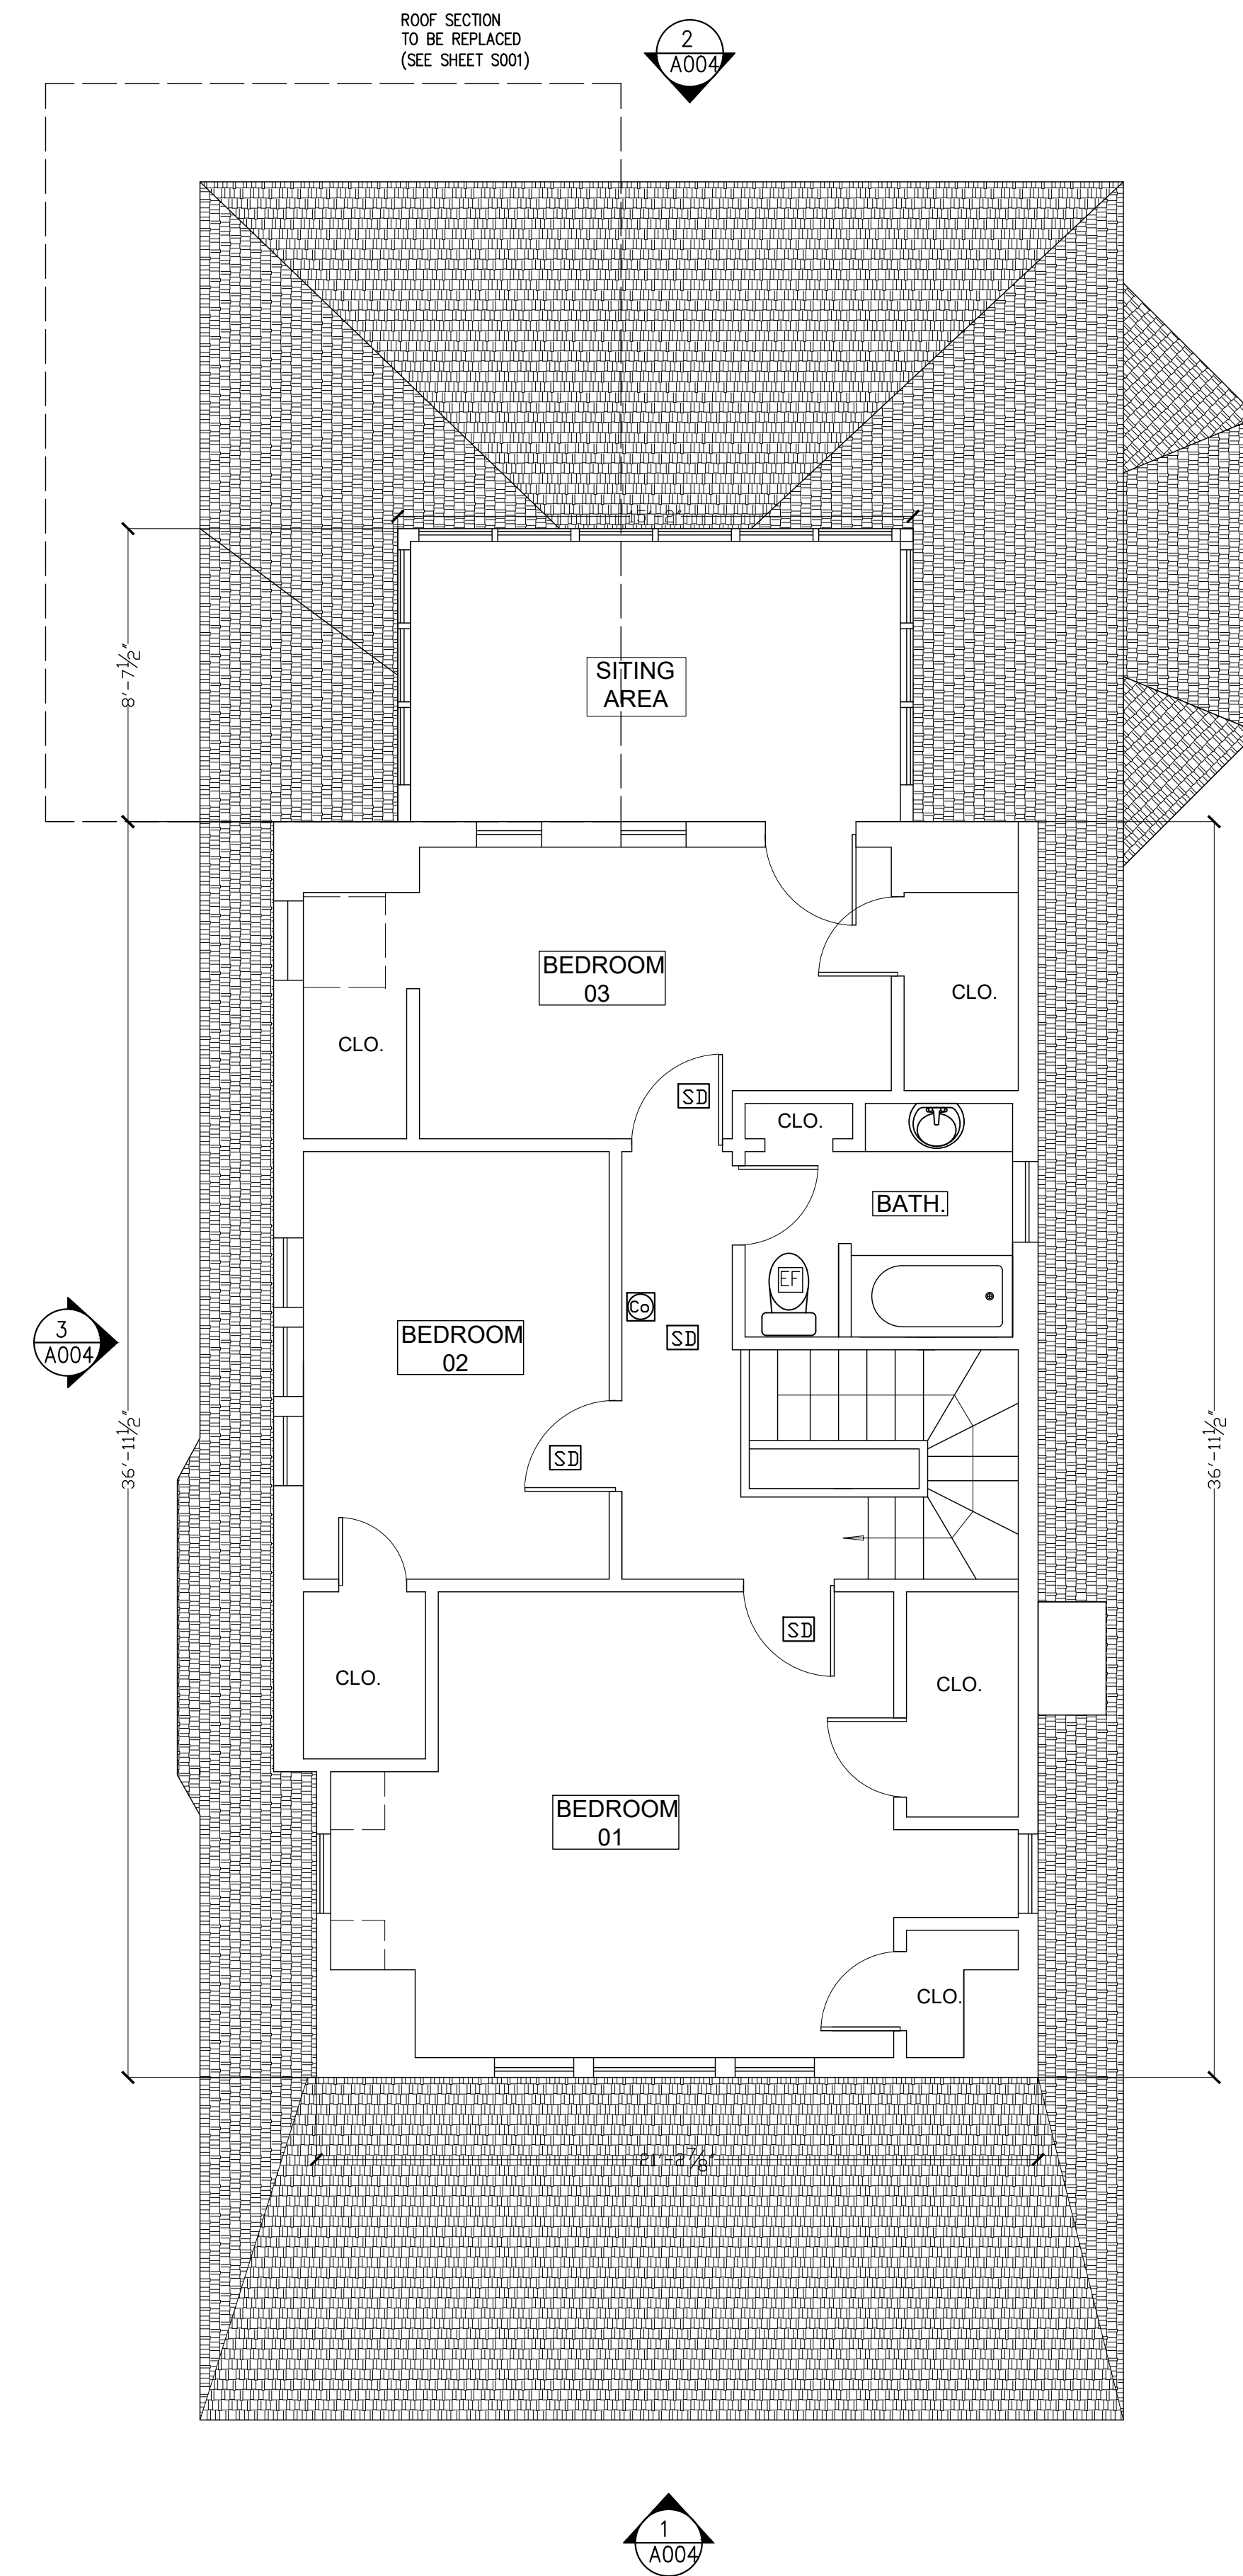 ROOF SECTION
TO BE REPLACED
(SEE SHEET S001)
2
A004
15'-2"
8'-7½"
SITING
AREA
BEDROOM
03
CLO.
CLO.
SD
CLO.
BATH.
EF
Co
SD
3
A004
BEDROOM
02
SD
36'-11½"
36'-11½"
SD
CLO.
CLO.
BEDROOM
01
CLO.
21'-2⅞"
1
A004